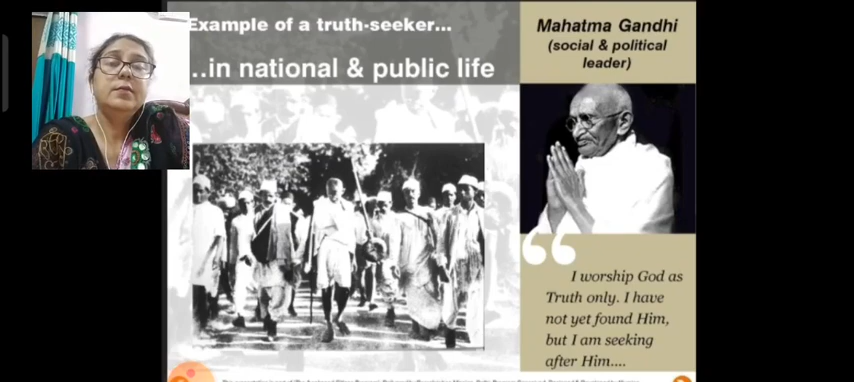 Example of a truth-seeker...
...in national & public life
Mahatma Gandhi
(social & political
leader)
“
I worship God as
Truth only. I have
not yet found Him,
but I am seeking
after Him....